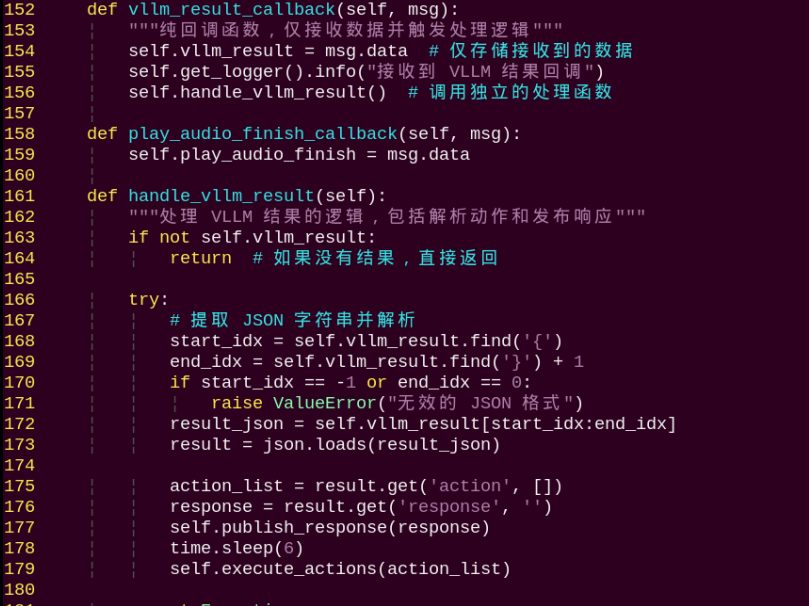 152     def vllm_result_callback(self, msg):
153         """纯回调函数，仅接收数据并触发处理逻辑"""
154         self.vllm_result = msg.data  # 仅存储接收到的数据
155         self.get_logger().info("接收到 VLLM 结果回调")
156         self.handle_vllm_result()  # 调用独立的处理函数
157
158     def play_audio_finish_callback(self, msg):
159         self.play_audio_finish = msg.data
160
161     def handle_vllm_result(self):
162         """处理 VLLM 结果的逻辑，包括解析动作和发布响应"""
163         if not self.vllm_result:
164             return  # 如果没有结果，直接返回
165
166         try:
167             # 提取 JSON 字符串并解析
168             start_idx = self.vllm_result.find('{')
169             end_idx = self.vllm_result.find('}') + 1
170             if start_idx == -1 or end_idx == 0:
171                 raise ValueError("无效的 JSON 格式")
172             result_json = self.vllm_result[start_idx:end_idx]
173             result = json.loads(result_json)
174
175             action_list = result.get('action', [])
176             response = result.get('response', '')
177             self.publish_response(response)
178             time.sleep(6)
179             self.execute_actions(action_list)
180